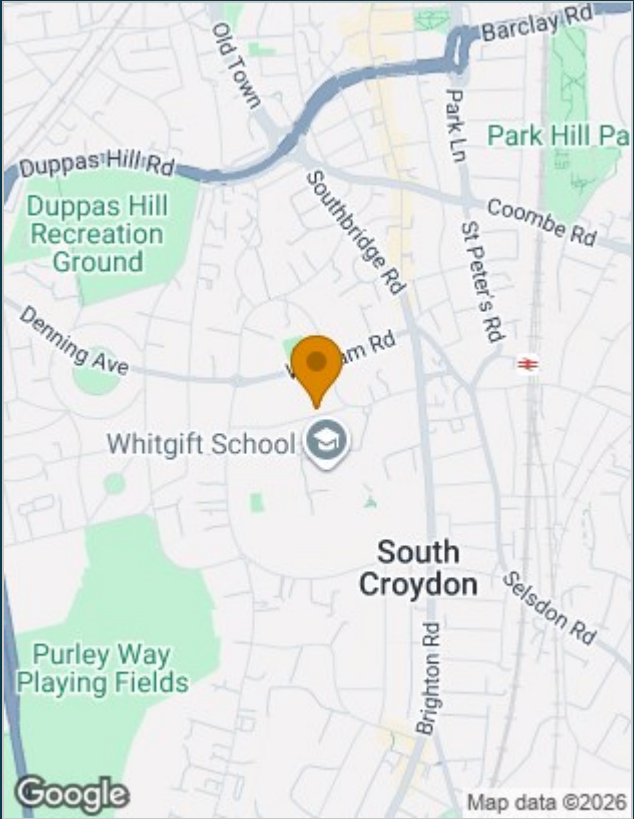 Barclay Rd
Old Town
Park Ln
Park Hill Pa
Duppas Hill Rd
Duppas Hill
Recreation
Ground
Southbridge Rd
Coombe Rd
St Peter's Rd
Denning Ave
am Rd
Whitgift School
South
Croydon
Selsdon Rd
Purley Way
Playing Fields
Brighton Rd
Google
Map data ©2026